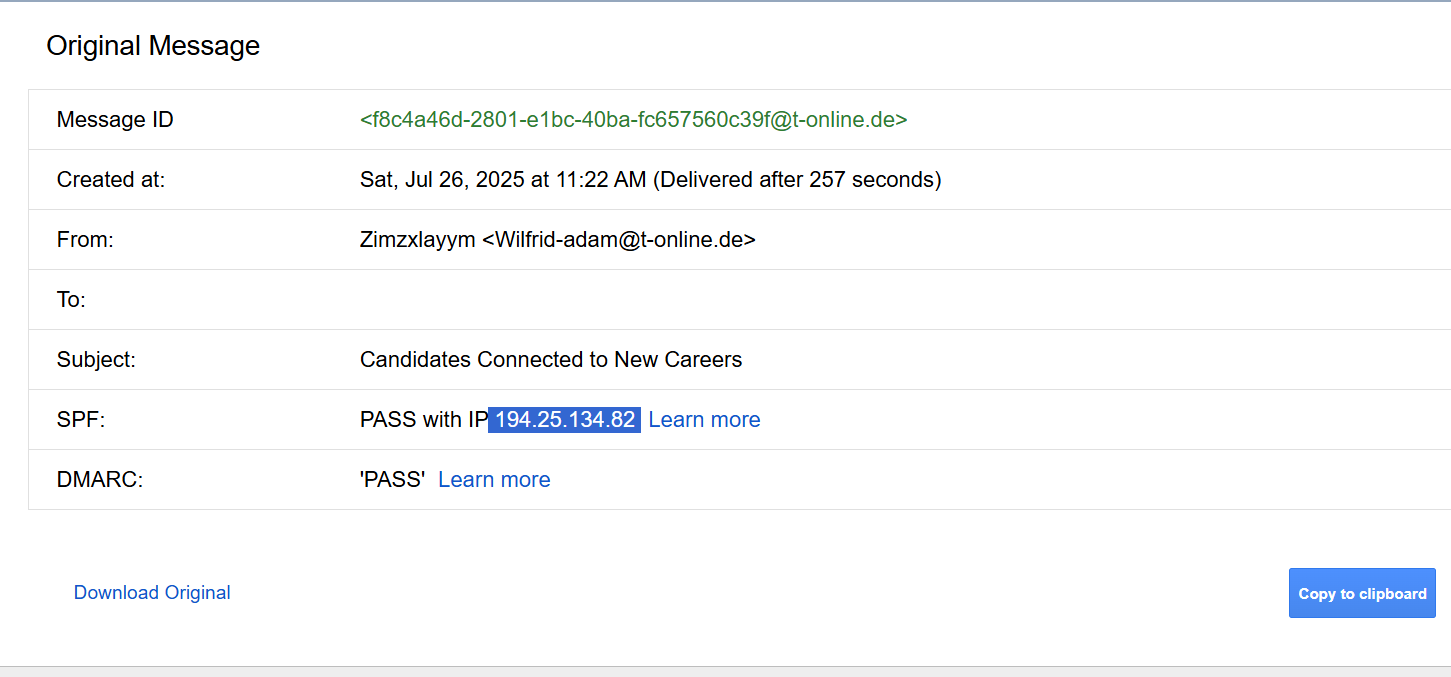 Original Message
Message ID <f8c4a46d-2801-e1bc-40ba-fc657560c39f@t-online.de>
Created at: Sat, Jul 26, 2025 at 11:22 AM (Delivered after 257 seconds)
From: Zimzxlayym <Wilfrid-adam@t-online.de>
To:
Subject: Candidates Connected to New Careers
SPF: PASS with IP 194.25.134.82 Learn more
DMARC: 'PASS' Learn more
Download Original Copy to clipboard